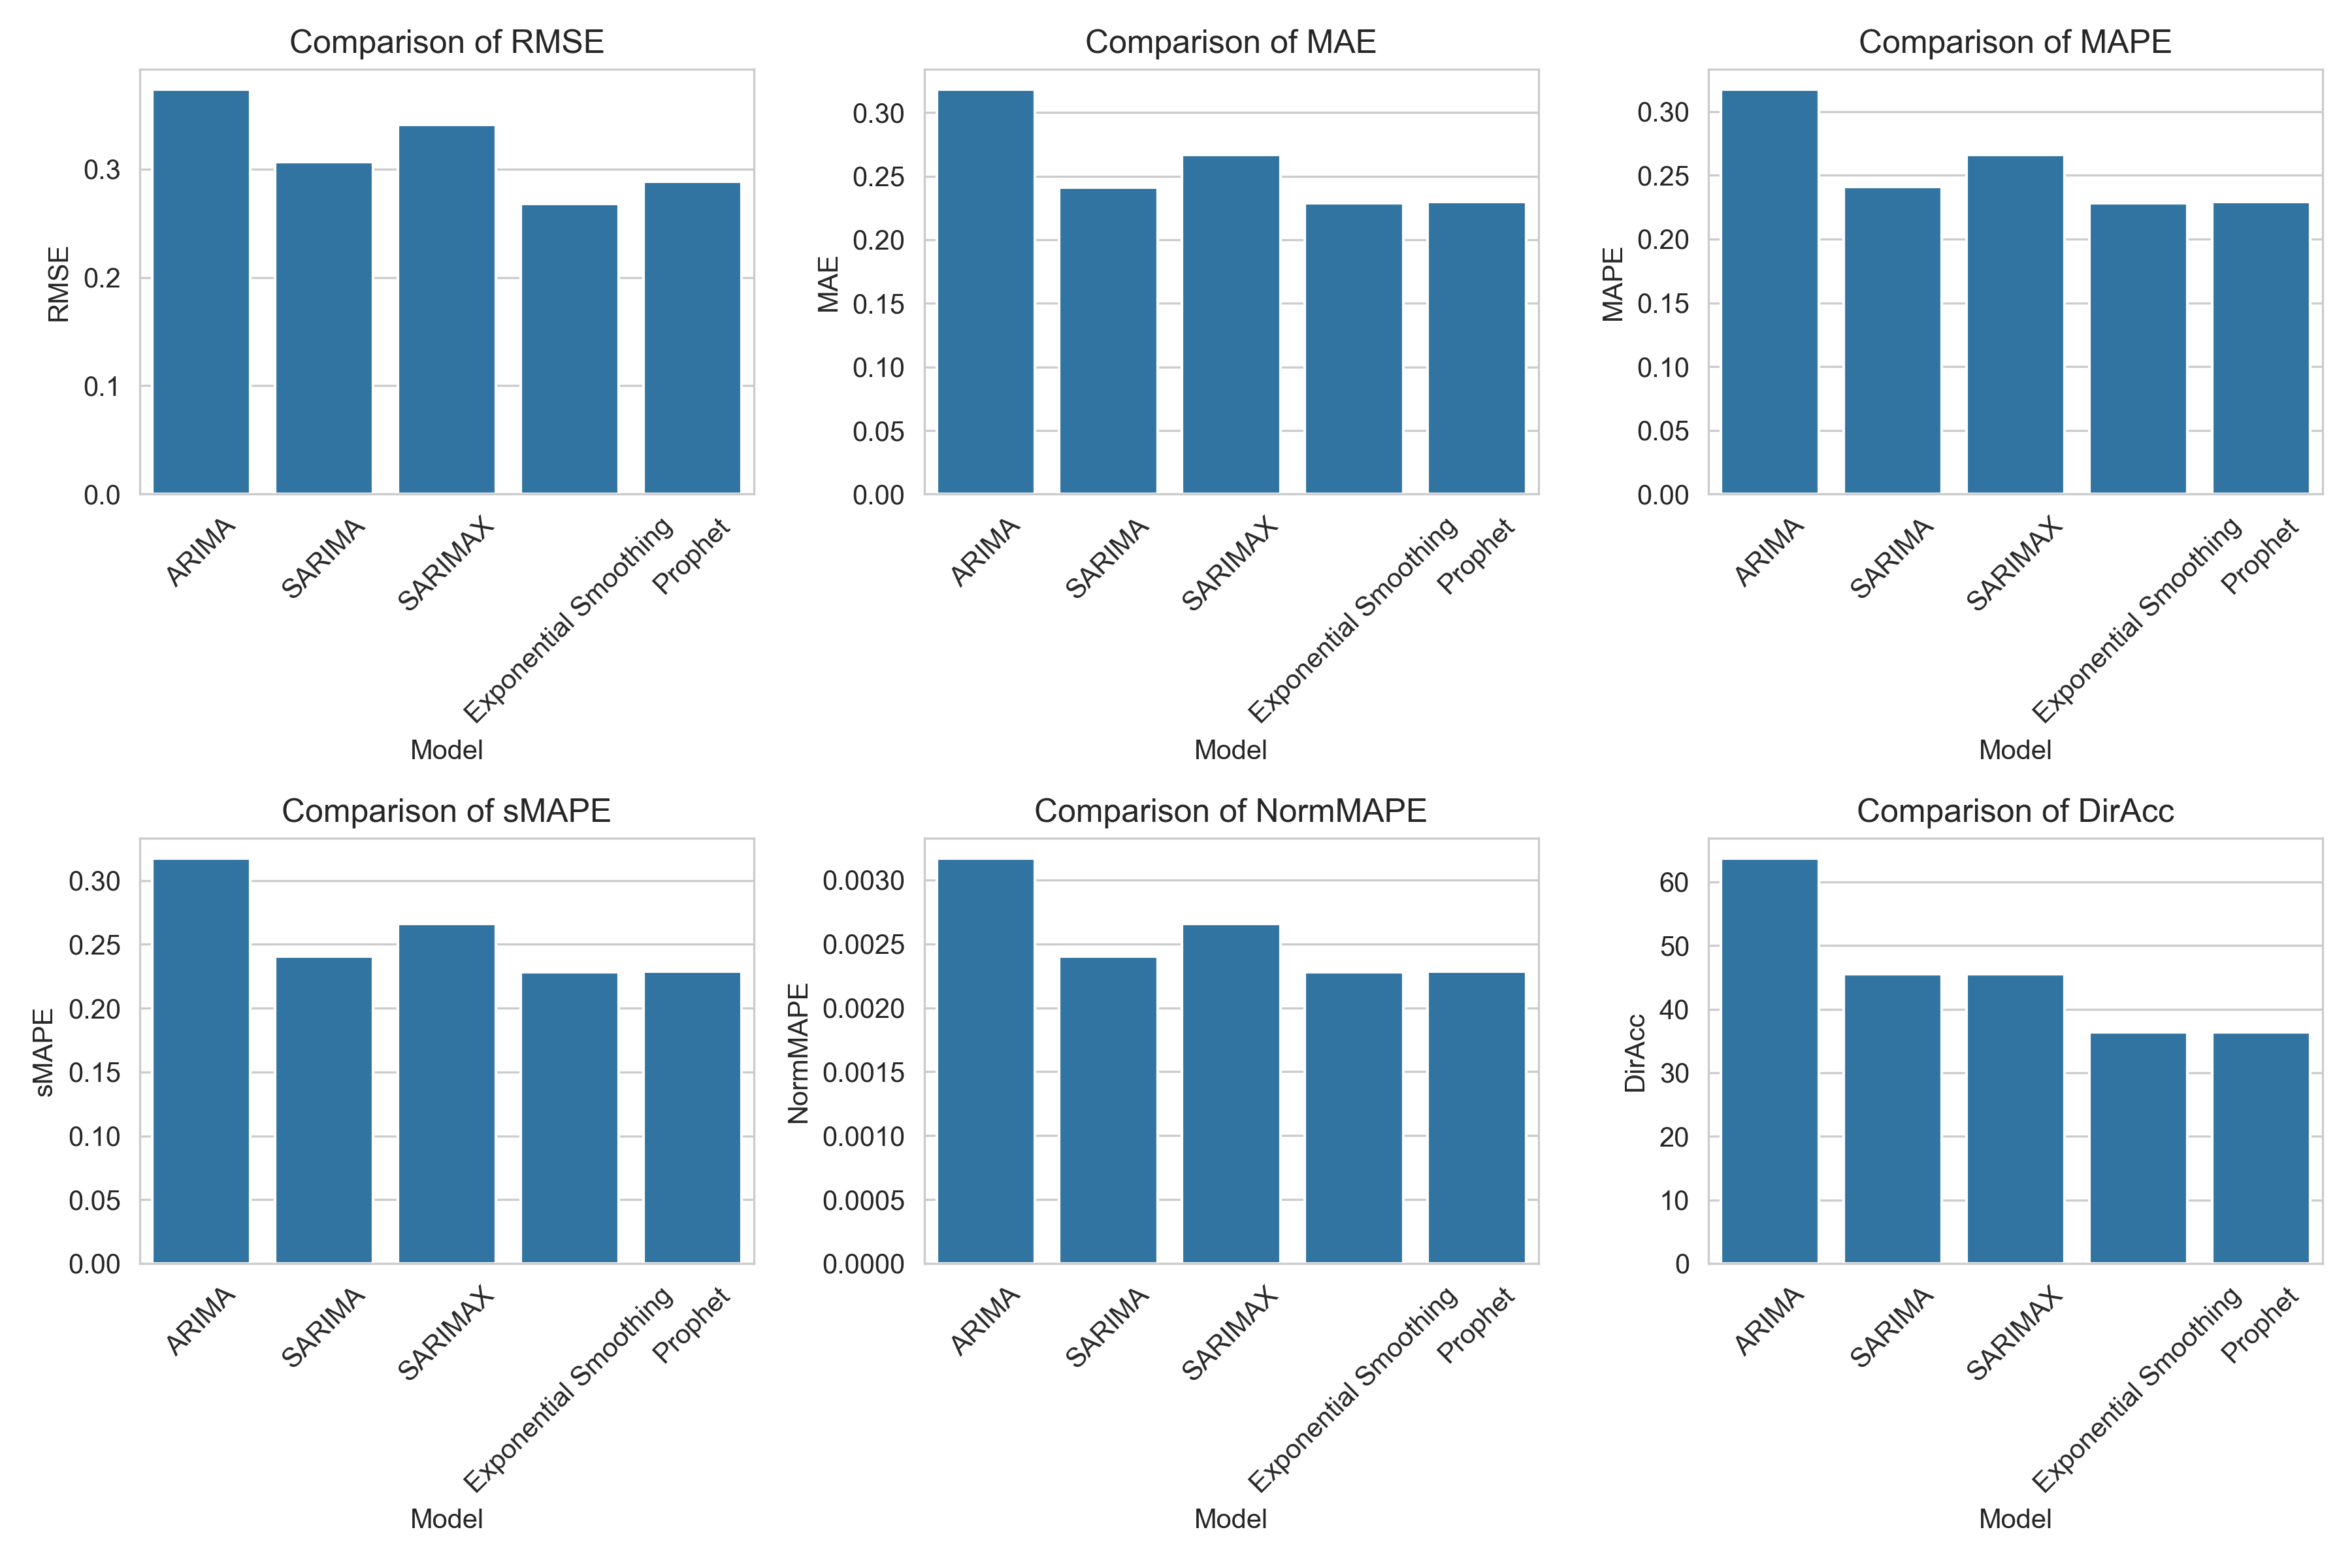 Comparison of RMSE
RMSE
0.3
0.2
0.1
0.0
ARIMA
SARIMA
SARIMAX
Exponential Smoothing
Prophet
Model
Comparison of MAE
MAE
0.30
0.25
0.20
0.15
0.10
0.05
0.00
ARIMA
SARIMA
SARIMAX
Exponential Smoothing
Prophet
Model
Comparison of MAPE
MAPE
0.30
0.25
0.20
0.15
0.10
0.05
0.00
ARIMA
SARIMA
SARIMAX
Exponential Smoothing
Prophet
Model
Comparison of sMAPE
sMAPE
0.30
0.25
0.20
0.15
0.10
0.05
0.00
ARIMA
SARIMA
SARIMAX
Exponential Smoothing
Prophet
Model
Comparison of NormMAPE
NormMAPE
0.0030
0.0025
0.0020
0.0015
0.0010
0.0005
0.0000
ARIMA
SARIMA
SARIMAX
Exponential Smoothing
Prophet
Model
Comparison of DirAcc
DirAcc
60
50
40
30
20
10
0
ARIMA
SARIMA
SARIMAX
Exponential Smoothing
Prophet
Model